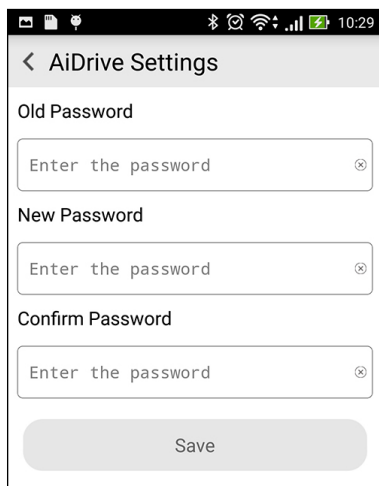 10:29
AiDrive Settings
Old Password
Enter the password
New Password
Enter the password
Confirm Password
Enter the password
Save